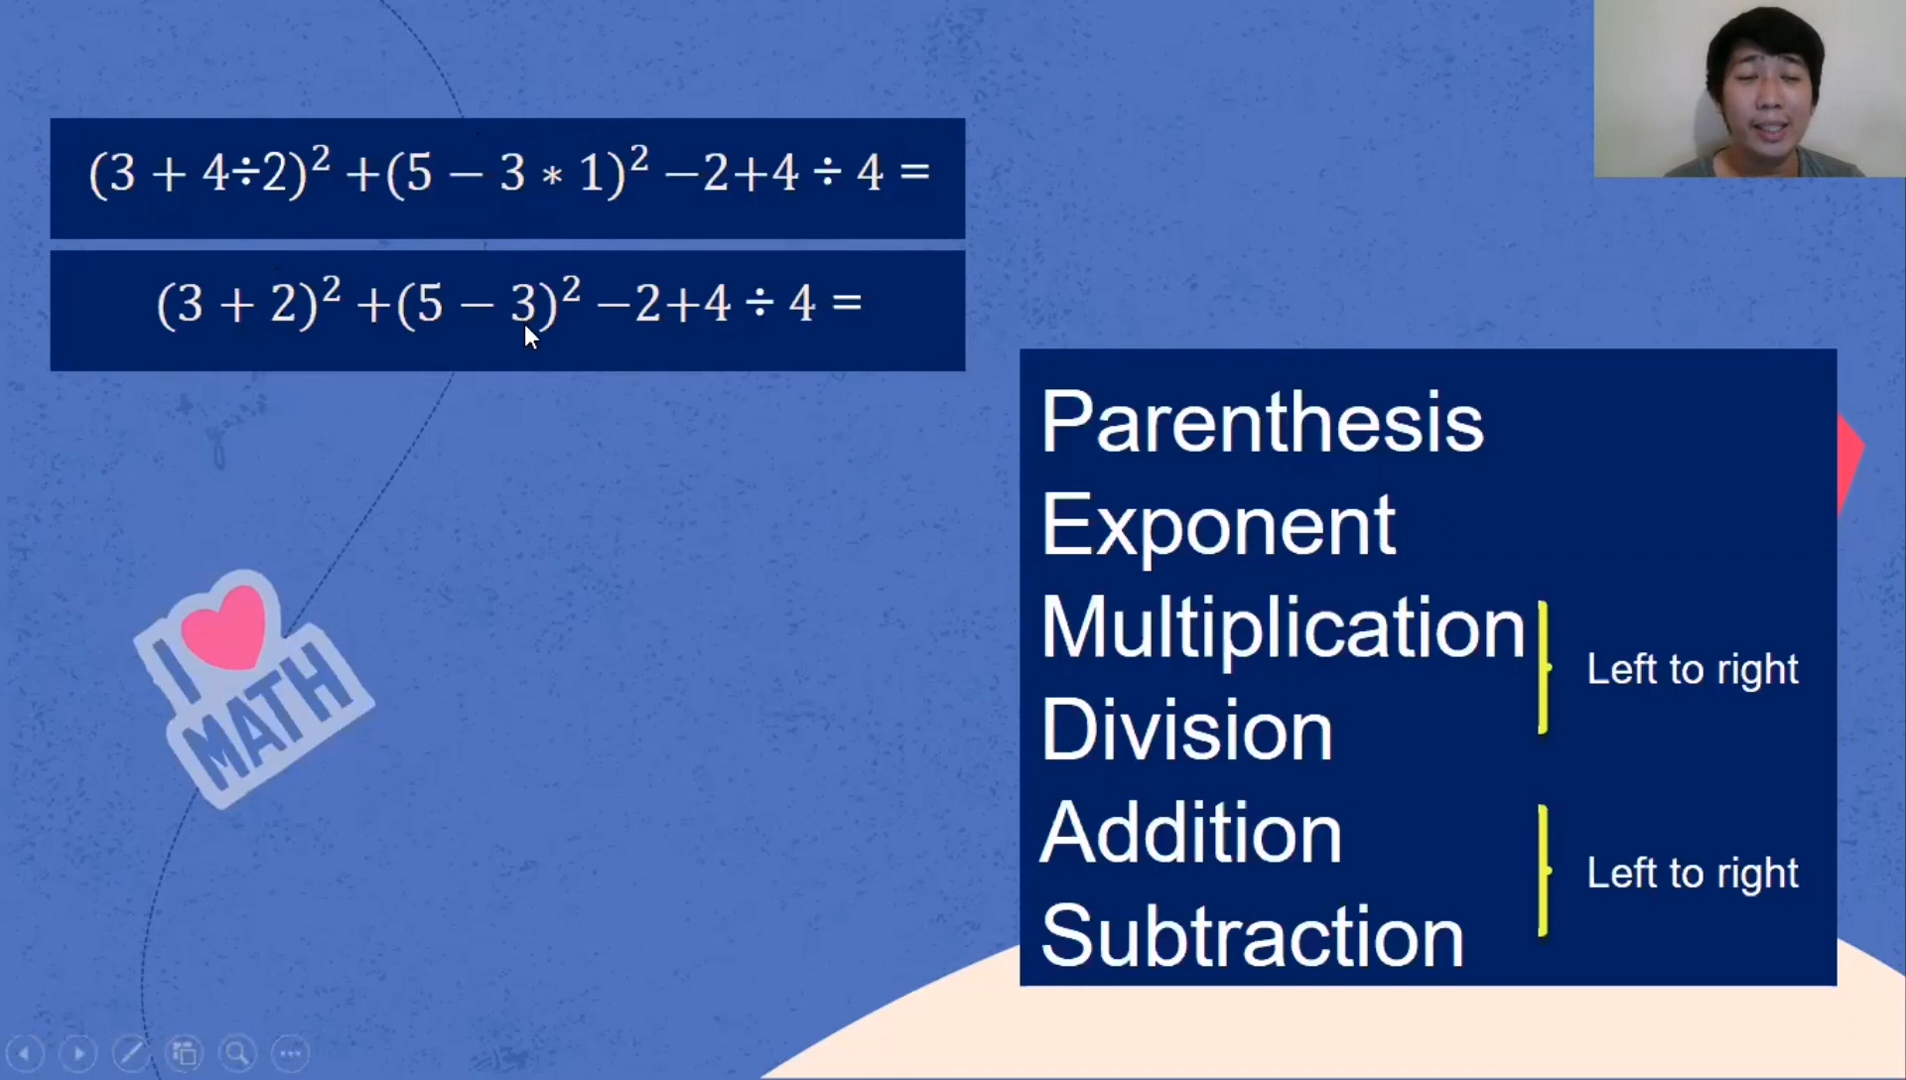 (3 + 4÷2)² +(5 − 3 ∗ 1)² −2+4 ÷ 4 =
(3 + 2)² +(5 − 3)² −2+4 ÷ 4 =
Parenthesis
Exponent
Multiplication
Left to right
Division
Addition
Left to right
Subtraction
I
MATH